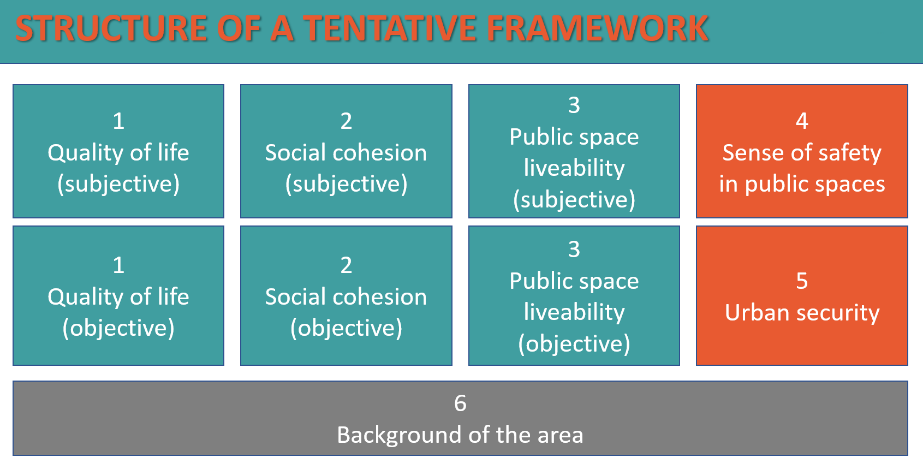 STRUCTURE OF A TENTATIVE FRAMEWORK
1
Quality of life
(subjective)
2
Social cohesion
(subjective)
3
Public space
liveability
(subjective)
4
Sense of safety
in public spaces
1
Quality of life
(objective)
2
Social cohesion
(objective)
3
Public space
liveability
(objective)
5
Urban security
6
Background of the area